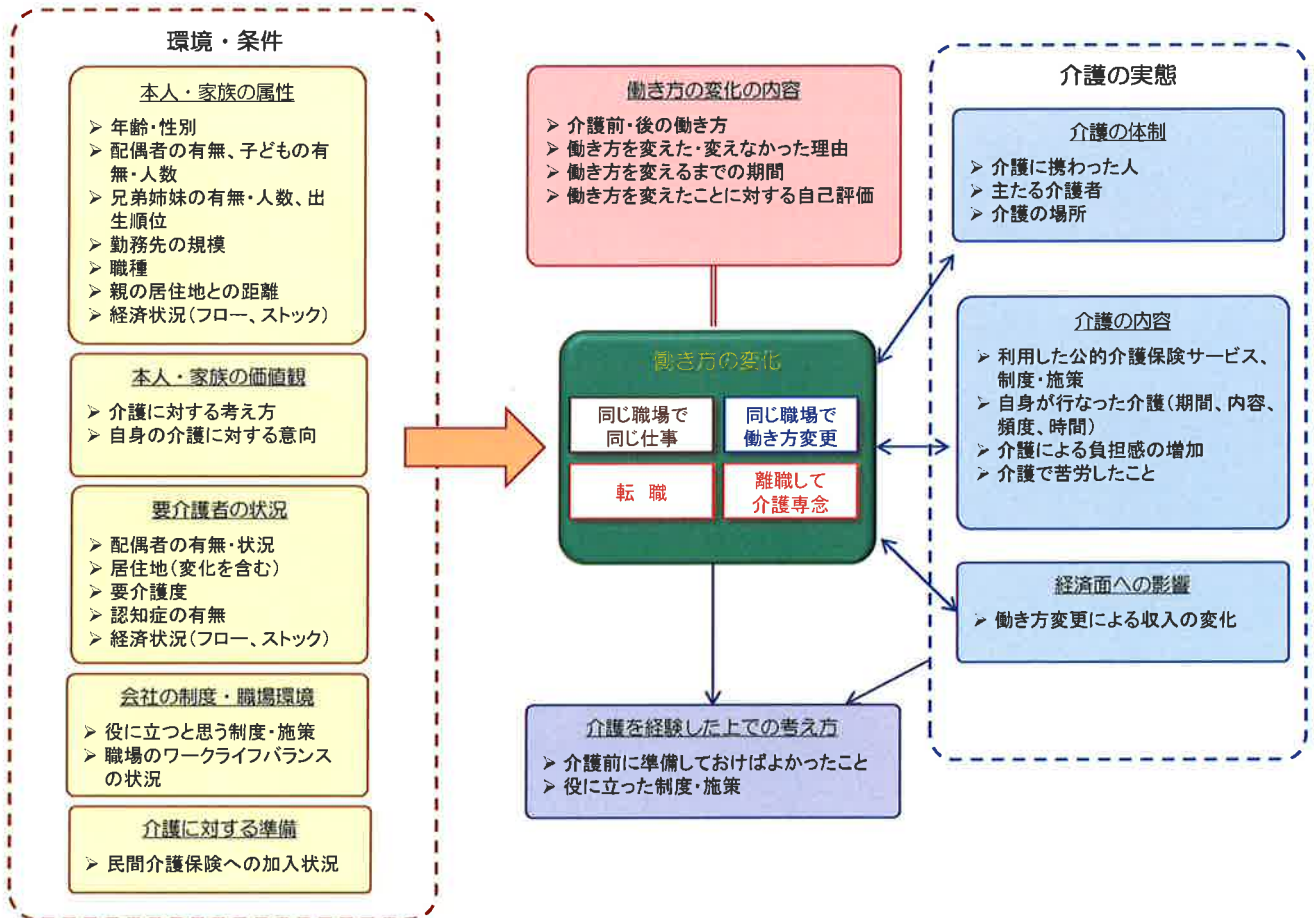 環境・条件
本人・家族の属性
➢ 年齢・性別
➢ 配偶者の有無、子どもの有
無・人数
➢ 兄弟姉妹の有無・人数、出
生順位
➢ 勤務先の規模
➢ 職種
➢ 親の居住地との距離
➢ 経済状況(フロー、ストック)
本人・家族の価値観
➢ 介護に対する考え方
➢ 自身の介護に対する意向
要介護者の状況
➢ 配偶者の有無・状況
➢ 居住地(変化を含む)
➢ 要介護度
➢ 認知症の有無
➢ 経済状況(フロー、ストック)
会社の制度・職場環境
➢ 役に立つと思う制度・施策
➢ 職場のワークライフバランス
の状況
介護に対する準備
➢ 民間介護保険への加入状況
働き方の変化の内容
➢ 介護前・後の働き方
➢ 働き方を変えた・変えなかった理由
➢ 働き方を変えるまでの期間
➢ 働き方を変えたことに対する自己評価
働き方の変化
同じ職場で
同じ仕事
同じ職場で
働き方変更
転 職
離職して
介護専念
介護を経験した上での考え方
➢ 介護前に準備しておけばよかったこと
➢ 役に立った制度・施策
介護の実態
介護の体制
➢ 介護に携わった人
➢ 主たる介護者
➢ 介護の場所
介護の内容
➢ 利用した公的介護保険サービス、
制度・施策
➢ 自身が行なった介護(期間、内容、
頻度、時間)
➢ 介護による負担感の増加
➢ 介護で苦労したこと
経済面への影響
➢ 働き方変更による収入の変化